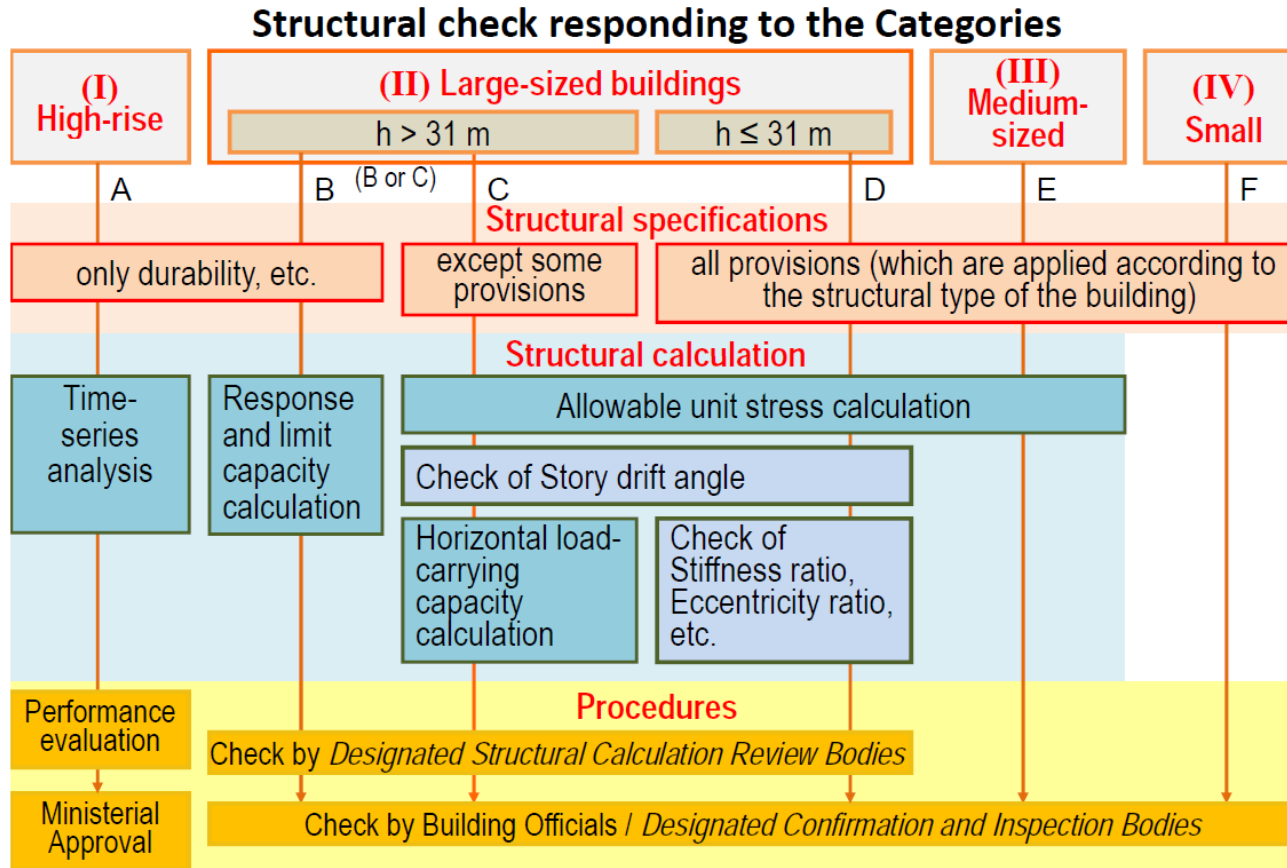 Structural check responding to the Categories
(I)
High-rise
(II) Large-sized buildings
h > 31 m
h ≤ 31 m
(III)
Medium-
sized
(IV)
Small
A
B
(B or C)
C
D
E
F
Structural specifications
only durability, etc.
except some
provisions
all provisions (which are applied according to
the structural type of the building)
Structural calculation
Time-
series
analysis
Response
and limit
capacity
calculation
Allowable unit stress calculation
Check of Story drift angle
Horizontal load-
carrying
capacity
calculation
Check of
Stiffness ratio,
Eccentricity ratio,
etc.
Procedures
Performance
evaluation
Check by Designated Structural Calculation Review Bodies
Ministerial
Approval
Check by Building Officials / Designated Confirmation and Inspection Bodies